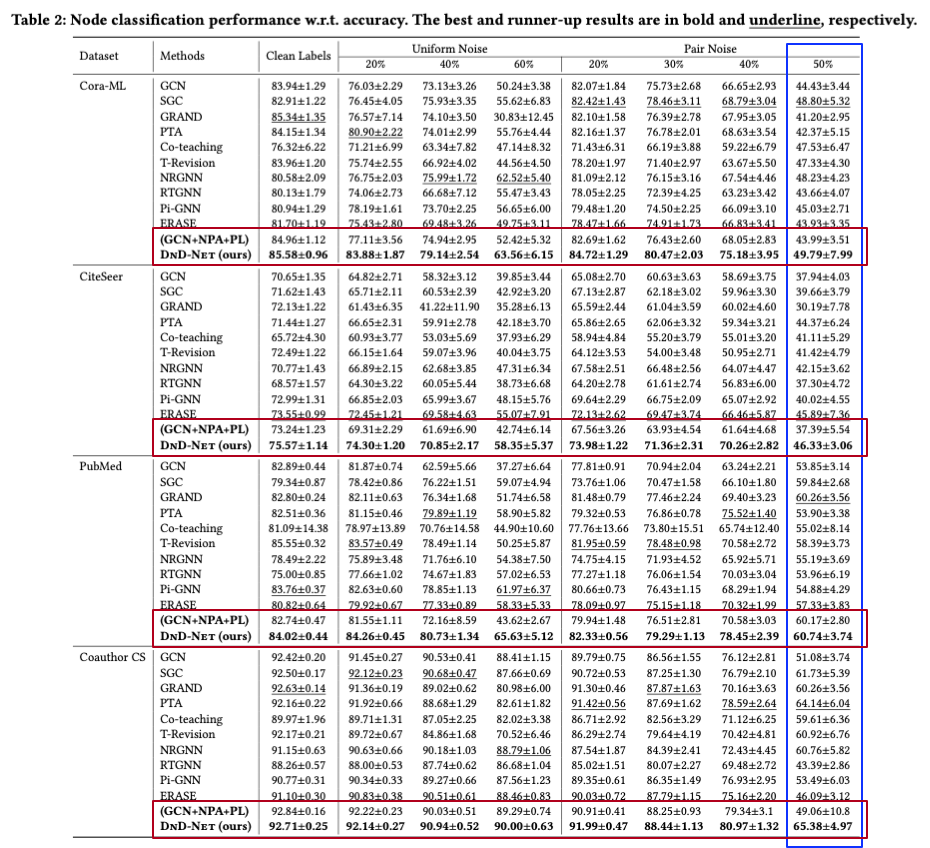 Table 2: Node classification performance w.r.t. accuracy. The best and runner-up results are in bold and underline, respectively.
Dataset Methods Clean Labels Uniform Noise Pair Noise
20% 40% 60% 20% 30% 40% 50%
Cora-ML GCN 83.94±1.29 76.03±2.29 73.13±3.26 50.24±3.38 82.07±1.84 75.73±2.68 66.65±2.93 44.43±3.44
SGC 82.91±1.22 76.45±4.05 75.93±3.35 55.62±6.83 82.42±1.43 78.46±3.11 68.79±3.04 48.80±5.32
GRAND 85.34±1.35 76.57±7.14 74.10±3.50 30.83±12.45 82.10±1.58 76.39±2.78 67.95±3.05 41.20±2.95
PTA 84.15±1.34 80.90±2.22 74.01±2.99 55.76±4.44 82.16±1.37 76.78±2.01 68.63±3.54 42.37±5.15
Co-teaching 76.32±6.22 71.21±6.99 63.34±7.82 47.14±8.32 71.43±6.31 66.19±3.88 59.22±6.79 47.53±6.47
T-Revision 83.96±1.20 75.74±2.55 66.92±4.02 44.56±4.50 78.20±1.97 71.40±2.97 63.67±5.50 47.33±4.30
NRGNN 80.58±2.09 76.75±2.03 75.99±1.72 62.52±5.40 81.09±2.12 76.15±3.16 67.54±4.46 48.23±4.23
RTGNN 80.13±1.79 74.06±2.73 66.68±7.12 55.47±3.43 78.05±2.25 72.39±4.25 63.23±3.42 43.66±4.07
Pi-GNN 80.94±1.29 78.19±1.61 73.70±2.25 56.65±6.00 79.48±1.20 74.50±2.25 66.09±3.10 45.03±2.71
ERASE 81.70±1.19 75.43±2.80 69.48±3.26 49.75±3.11 78.47±1.66 74.91±1.73 66.83±3.41 43.93±3.35
(GCN+NPA+PL) 84.96±1.12 77.11±3.56 74.94±2.95 52.42±5.32 82.69±1.62 76.43±2.60 68.05±2.83 43.99±3.51
DND-NET (ours) 85.58±0.96 83.88±1.87 79.14±2.54 63.56±6.15 84.72±1.29 80.47±2.03 75.18±3.95 49.79±7.99
CiteSeer GCN 70.65±1.35 64.82±2.71 58.32±3.12 39.85±3.44 65.08±2.70 60.63±3.63 58.69±3.75 37.94±4.03
SGC 71.62±1.43 65.71±2.11 60.53±2.39 42.92±3.20 67.13±2.87 62.18±3.02 59.96±3.30 39.66±3.79
GRAND 72.13±1.22 61.43±6.35 41.22±11.90 35.28±6.13 65.59±2.44 61.04±3.59 60.02±4.60 30.19±7.78
PTA 71.44±1.27 66.65±2.31 59.91±2.78 42.18±3.70 65.86±2.65 62.06±3.32 59.34±3.21 44.37±6.24
Co-teaching 65.72±4.30 60.93±3.77 53.03±5.69 37.93±6.29 58.94±4.84 55.20±3.79 55.01±3.20 41.11±5.29
T-Revision 72.49±1.22 66.15±1.64 59.07±3.96 40.04±3.75 64.12±3.53 54.00±3.48 50.95±2.71 41.42±4.79
NRGNN 70.77±1.43 66.89±2.15 62.68±3.85 47.31±6.34 67.58±2.51 66.48±2.56 64.07±4.47 42.15±3.62
RTGNN 68.57±1.57 64.30±3.22 60.05±5.44 38.73±6.68 64.20±2.78 61.61±2.74 56.83±6.00 37.30±4.72
Pi-GNN 72.99±1.31 66.85±2.03 65.99±3.67 48.15±5.76 69.64±2.29 66.75±2.09 65.07±2.92 40.02±4.55
ERASE 73.55±0.99 72.45±1.21 69.58±4.63 55.07±7.91 72.13±2.62 69.47±3.74 66.46±5.87 45.89±7.36
(GCN+NPA+PL) 73.24±1.23 69.31±2.29 61.69±6.90 42.74±6.14 67.56±3.26 63.93±4.54 61.64±4.68 37.39±5.54
DND-NET (ours) 75.57±1.14 74.30±1.20 70.85±2.17 58.35±5.37 73.98±1.22 71.36±2.31 70.26±2.82 46.33±3.06
PubMed GCN 82.89±0.44 81.87±0.74 62.59±5.66 37.27±6.64 77.81±0.91 70.94±2.04 63.24±2.21 53.85±3.14
SGC 79.34±0.87 78.42±0.86 76.22±1.51 59.07±4.94 73.76±1.06 70.47±1.58 66.10±1.80 59.84±2.68
GRAND 82.80±0.24 82.11±0.63 76.34±1.68 51.74±6.58 81.48±0.79 77.46±2.24 69.40±3.23 60.26±3.56
PTA 82.51±0.36 81.15±0.46 79.89±1.19 58.90±5.82 79.32±0.53 76.86±0.78 75.52±1.40 53.90±3.38
Co-teaching 81.09±14.38 78.97±13.89 70.76±14.58 44.90±10.60 77.76±13.66 73.80±15.51 65.74±12.40 55.02±8.14
T-Revision 85.55±0.32 83.57±0.49 78.49±1.14 50.25±5.87 81.95±0.59 78.48±0.98 70.58±2.72 58.39±3.73
NRGNN 78.49±2.22 75.89±3.48 71.76±6.10 54.38±7.50 74.75±4.15 71.93±4.52 65.92±5.71 55.19±3.69
RTGNN 75.00±0.85 77.66±1.02 74.67±1.83 57.02±6.53 77.27±1.18 76.06±1.54 70.03±3.04 53.96±6.19
Pi-GNN 83.76±0.37 82.63±0.60 78.85±1.13 61.97±6.37 80.66±0.73 76.43±1.15 68.29±1.94 54.88±4.29
ERASE 80.82±0.64 79.92±0.67 77.33±0.89 58.33±5.33 78.09±0.97 75.15±1.18 70.32±1.99 57.33±3.83
(GCN+NPA+PL) 82.74±0.47 81.55±1.11 72.16±8.59 43.62±2.67 79.94±1.48 76.51±2.81 70.58±3.03 60.17±2.80
DND-NET (ours) 84.02±0.44 84.26±0.45 80.73±1.34 65.63±5.12 82.33±0.56 79.29±1.13 78.45±2.39 60.74±3.74
Coauthor CS GCN 92.42±0.20 91.45±0.27 90.53±0.41 88.41±1.15 89.79±0.75 86.56±1.55 76.12±2.81 51.08±3.74
SGC 92.50±0.17 92.12±0.23 90.68±0.47 87.66±0.69 90.72±0.53 87.25±1.30 76.79±2.10 61.73±5.39
GRAND 92.63±0.14 91.36±0.19 89.02±0.62 80.98±6.00 91.30±0.46 87.87±1.63 70.16±3.63 60.26±3.56
PTA 92.16±0.22 91.92±0.66 88.68±1.29 82.61±1.82 91.42±0.56 87.69±1.62 78.59±2.64 64.14±6.04
Co-teaching 89.97±1.96 89.71±1.31 87.05±2.25 82.02±3.38 86.71±2.92 82.56±3.29 71.12±6.25 59.61±6.36
T-Revision 92.17±0.21 89.72±0.67 84.86±1.68 70.52±6.46 86.29±2.74 79.64±4.19 70.42±4.81 60.92±6.76
NRGNN 91.15±0.63 90.63±0.66 90.18±1.03 88.79±1.06 87.54±1.87 84.39±2.41 72.43±4.45 60.76±5.82
RTGNN 88.26±0.57 88.00±0.53 87.74±0.62 86.68±1.04 85.02±1.51 80.07±2.27 69.48±2.72 43.39±2.86
Pi-GNN 90.77±0.31 90.34±0.33 89.27±0.66 87.56±1.23 89.35±0.61 86.35±1.49 76.93±2.95 53.49±6.03
ERASE 91.10±0.30 90.83±0.38 90.51±0.61 88.46±0.83 90.03±0.72 87.79±1.15 75.16±2.20 46.09±3.12
(GCN+NPA+PL) 92.84±0.16 92.22±0.23 90.03±0.51 89.29±0.74 90.91±0.41 88.25±0.93 79.34±3.1 49.06±10.8
DND-NET (ours) 92.71±0.25 92.14±0.27 90.94±0.52 90.00±0.63 91.99±0.47 88.44±1.13 80.97±1.32 65.38±4.97